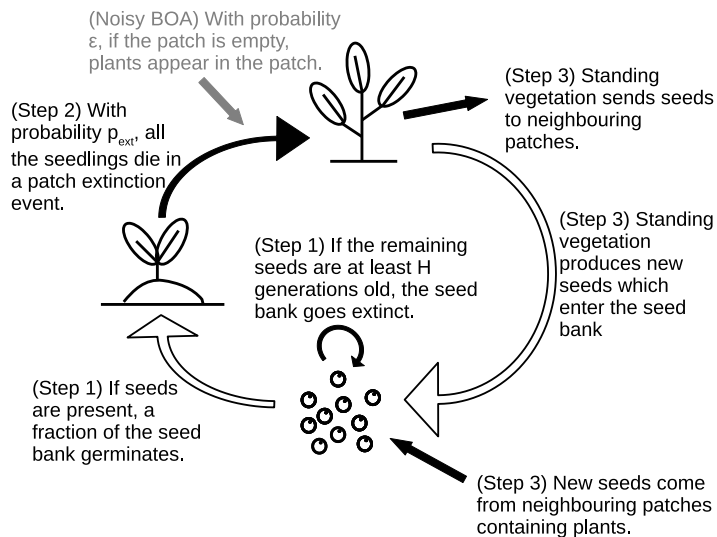 (Noisy BOA) With probability
ε, if the patch is empty,
plants appear in the patch.
(Step 2) With
probability pext, all
the seedlings die in
a patch extinction
event.
(Step 3) Standing
vegetation sends seeds
to neighbouring
patches.
(Step 3) Standing
vegetation
produces new
seeds which
enter the seed
bank
(Step 1) If the remaining
seeds are at least H
generations old, the seed
bank goes extinct.
(Step 1) If seeds
are present, a
fraction of the seed
bank germinates.
(Step 3) New seeds come
from neighbouring patches
containing plants.